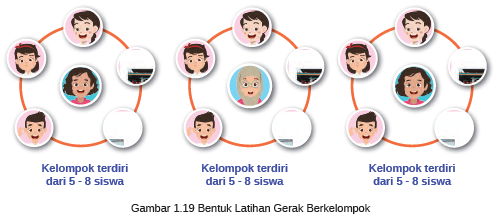 Kelompok terdiri
dari 5 - 8 siswa
Kelompok terdiri
dari 5 - 8 siswa
Kelompok terdiri
dari 5 - 8 siswa
Gambar 1.19 Bentuk Latihan Gerak Berkelompok